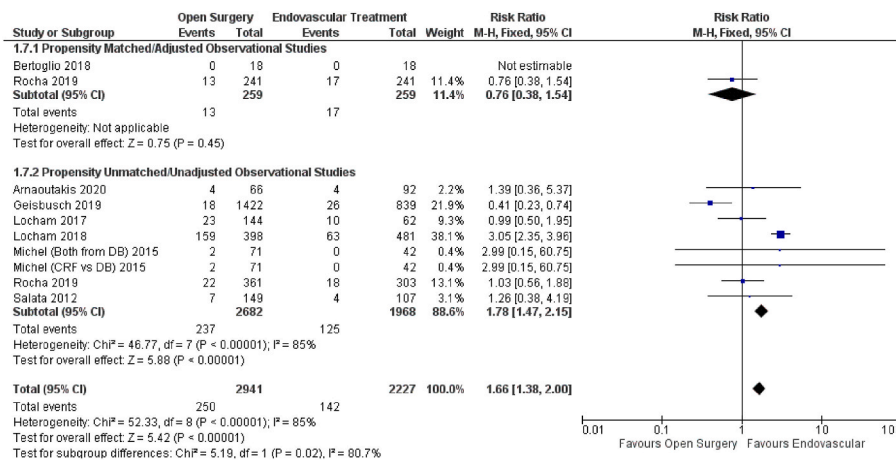 Open Surgery Endovascular Treatment Risk Ratio Risk Ratio
Study or Subgroup Events Total Events Total Weight M-H, Fixed, 95% CI M-H, Fixed, 95% CI
1.7.1 Propensity Matched/Adjusted Observational Studies
Bertoglio 2018 0 18 0 18 Not estimable
Rocha 2019 13 241 17 241 11.4% 0.76 [0.38, 1.54]
Subtotal (95% CI) 259 259 11.4% 0.76 [0.38, 1.54]
Total events 13 17
Heterogeneity: Not applicable
Test for overall effect: Z = 0.75 (P = 0.45)
1.7.2 Propensity Unmatched/Unadjusted Observational Studies
Arnaoutakis 2020 4 66 4 92 2.2% 1.39 [0.36, 5.37]
Geisbusch 2019 18 1422 26 839 21.9% 0.41 [0.23, 0.74]
Locham 2017 23 144 10 62 9.3% 0.99 [0.50, 1.95]
Locham 2018 159 398 63 481 38.1% 3.05 [2.35, 3.96]
Michel (Both from DB) 2015 2 71 0 42 0.4% 2.99 [0.15, 60.75]
Michel (CRF vs DB) 2015 2 71 0 42 0.4% 2.99 [0.15, 60.75]
Rocha 2019 22 361 18 303 13.1% 1.03 [0.56, 1.88]
Salata 2012 7 149 4 107 3.1% 1.26 [0.38, 4.19]
Subtotal (95% CI) 2682 1968 88.6% 1.78 [1.47, 2.15]
Total events 237 125
Heterogeneity: Chi² = 46.77, df = 7 (P < 0.00001); I² = 85%
Test for overall effect: Z = 5.88 (P < 0.00001)
Total (95% CI) 2941 2227 100.0% 1.66 [1.38, 2.00]
Total events 250 142
Heterogeneity: Chi² = 52.33, df = 8 (P < 0.00001); I² = 85%
Test for overall effect: Z = 5.42 (P < 0.00001)
Test for subgroup differences: Chi² = 5.19, df = 1 (P = 0.02), I² = 80.7%
0.01 0.1 1 10
Favours Open Surgery Favours Endovascular